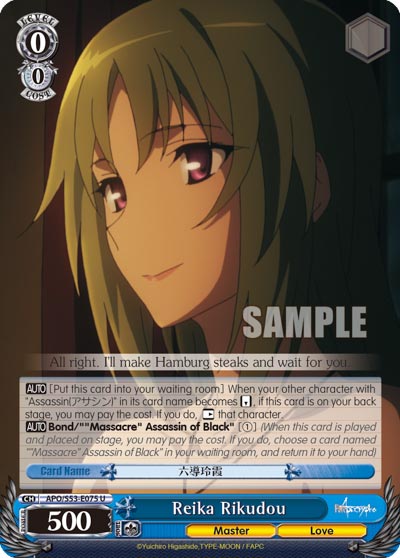 LEVEL
0
0
COST
SAMPLE
All right. I'll make Hamburg steaks and wait for you.
AUTO [Put this card into your waiting room] When your other character with
"Assassin(アサシン)" in its card name becomes [], if this card is on your back
stage, you may pay the cost. If you do, [] that character.
AUTO Bond/""Massacre" Assassin of Black" [①] (When this card is played
and placed on stage, you may pay the cost. If you do, choose a card named
""Massacre" Assassin of Black" in your waiting room, and return it to your hand)
Card Name
六導玲霞
CH
APO/S53-E075 U
POWER
500
SOUL
Reika Rikudou
Apocrypha
Master
Love
©Yuichiro Higashide,TYPE-MOON / FAPC